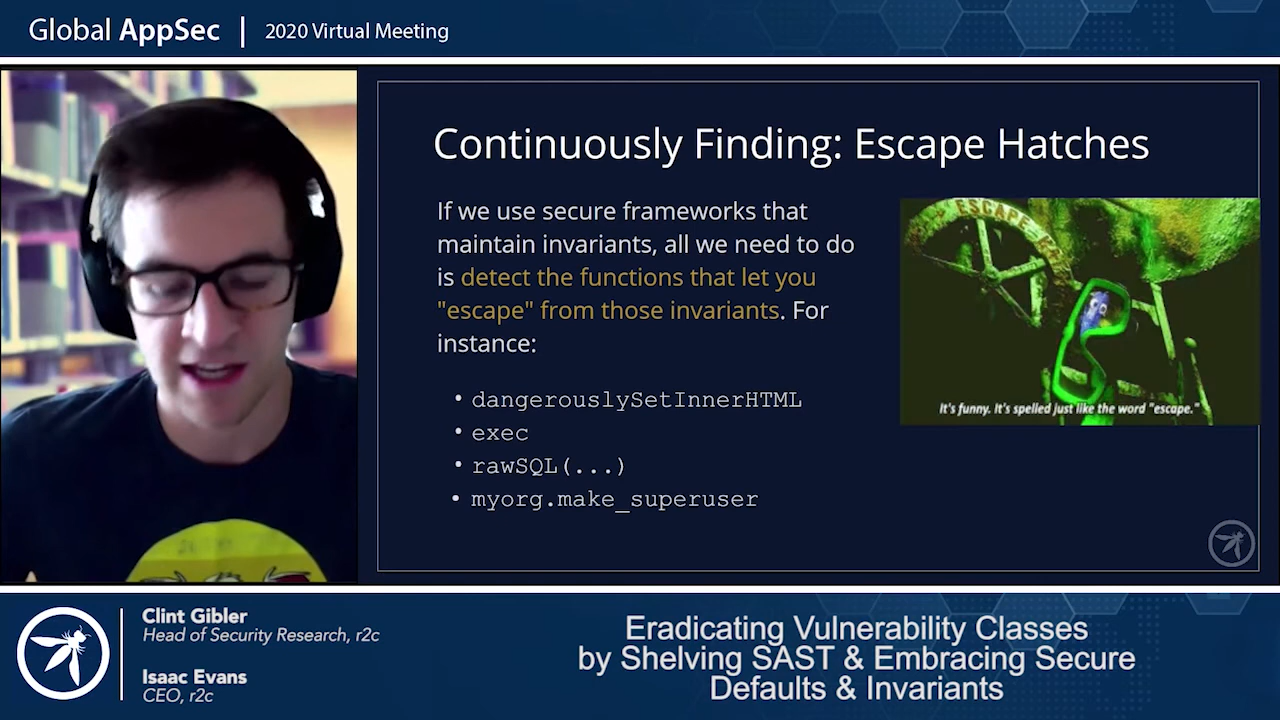 Global AppSec | 2020 Virtual Meeting
Continuously Finding: Escape Hatches
If we use secure frameworks that
maintain invariants, all we need to do
is detect the functions that let you
"escape" from those invariants. For
instance:
• dangerouslySetInnerHTML
• exec
• rawSQL(...)
• myorg.make_superuser
ESCAPE
It's funny. It's spelled just like the word "escape."
Clint Gibler
Head of Security Research, r2c
Isaac Evans
CEO, r2c
Eradicating Vulnerability Classes
by Shelving SAST & Embracing Secure
Defaults & Invariants